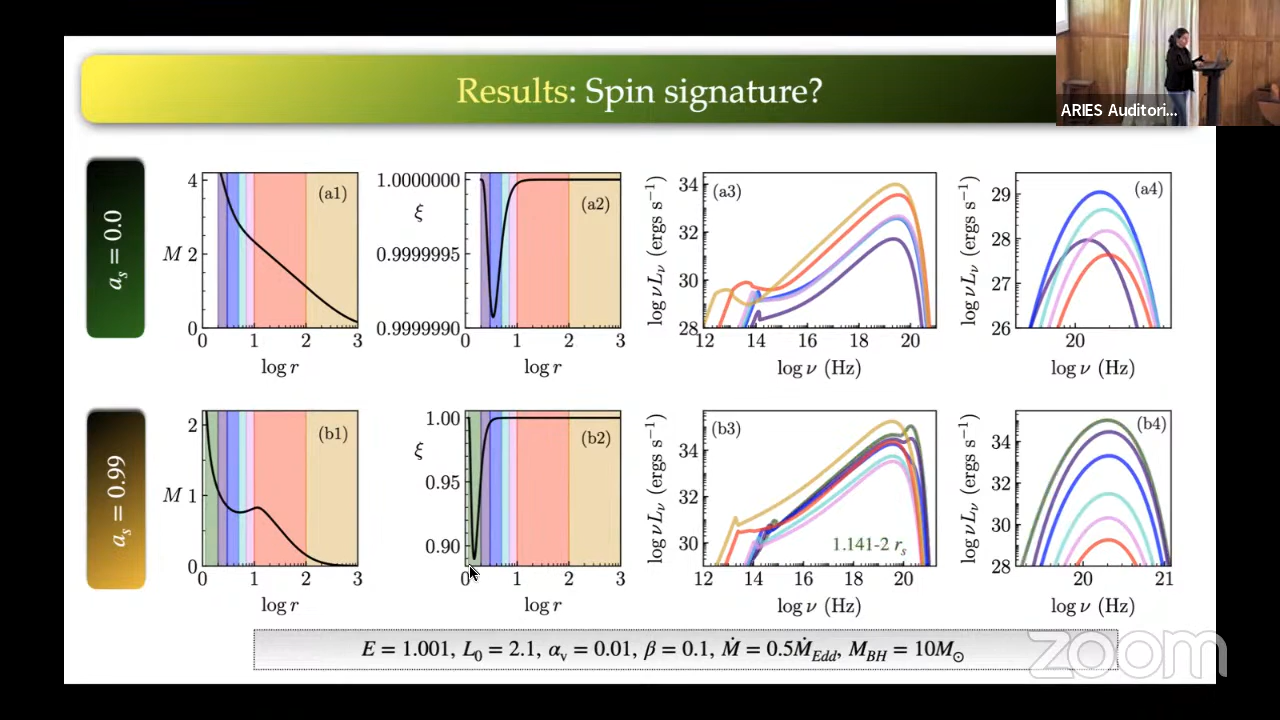 Results: Spin signature?
ARIES Auditori...
a_s = 0.0
4
2
0
M
(a1)
0 1 2 3
log r
1.0000000
0.9999995
0.9999990
ξ
(a2)
0 1 2 3
log r
34
32
30
28
log νL_ν (ergs s⁻¹)
(a3)
12 14 16 18 20
log ν (Hz)
29
28
27
26
log νL_ν (ergs s⁻¹)
(a4)
20
log ν (Hz)
a_s = 0.99
2
1
0
M
(b1)
0 1 2 3
log r
1.00
0.95
0.90
ξ
(b2)
0 1 2 3
log r
34
32
30
log νL_ν (ergs s⁻¹)
(b3)
1.141-2 r_s
12 14 16 18 20
log ν (Hz)
34
32
30
28
log νL_ν (ergs s⁻¹)
(b4)
20 21
log ν (Hz)
E = 1.001, L₀ = 2.1, α_v = 0.01, β = 0.1, Ṁ = 0.5Ṁ_Edd, M_BH = 10M_⊙
zoom